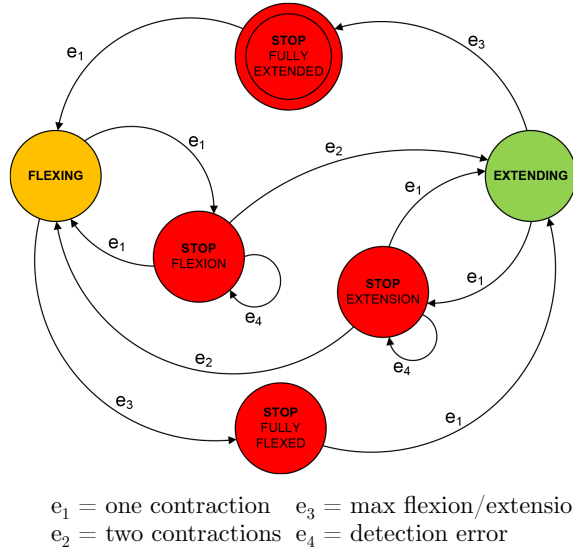 STOP
FULLY
EXTENDED
e₁
e₃
e₁
e₂
FLEXING
EXTENDING
e₁
STOP
FLEXION
e₁
e₄
STOP
EXTENSION
e₁
e₂
e₄
e₃
STOP
FULLY
FLEXED
e₁
e₁ = one contraction e₃ = max flexion/extensio
e₂ = two contractions e₄ = detection error